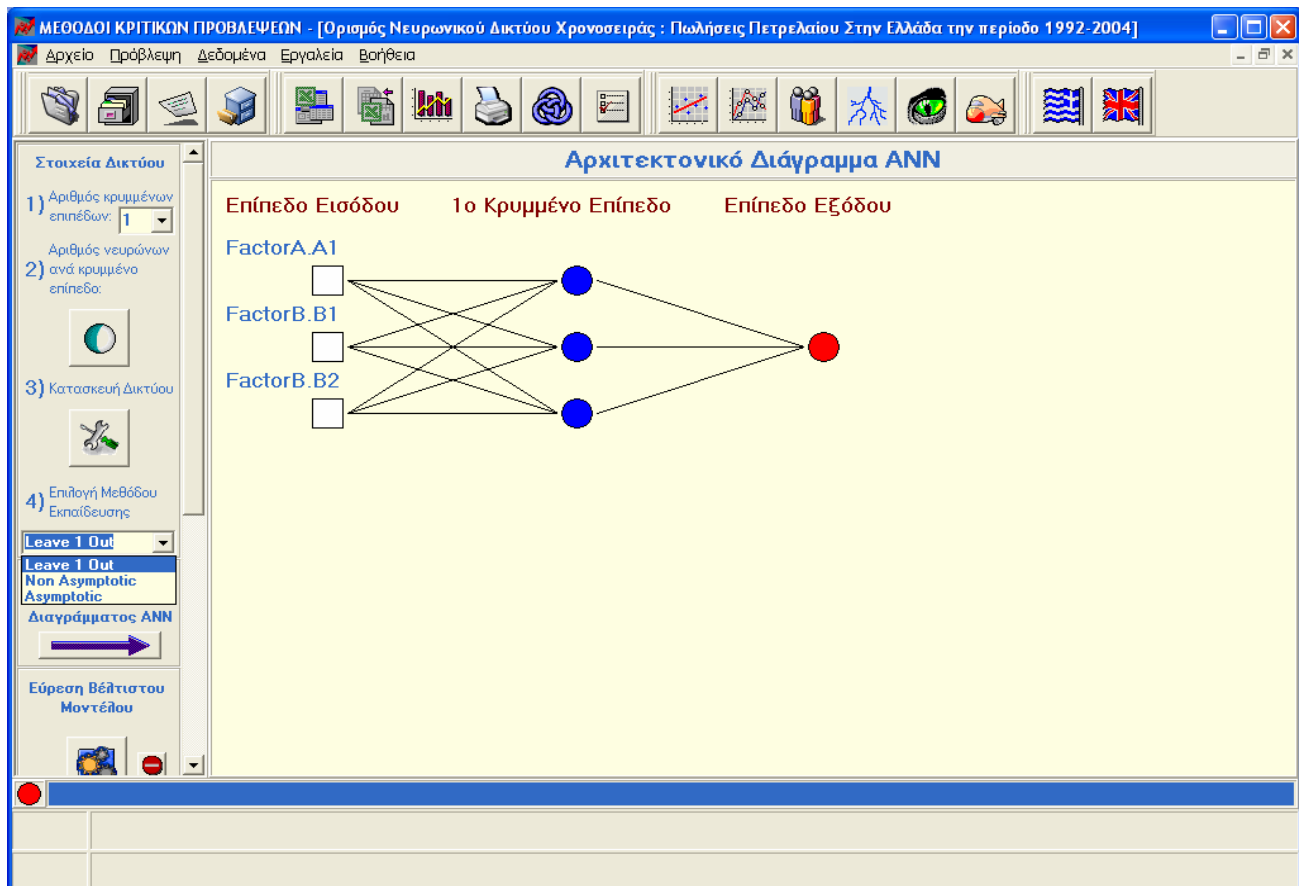 ΜΕΘΟΔΟΙ ΚΡΙΤΙΚΩΝ ΠΡΟΒΛΕΨΕΩΝ - [Ορισμός Νευρωνικού Δικτύου Χρονοσειράς : Πωλήσεις Πετρελαίου Στην Ελλάδα την περίοδο 1992-2004]
Αρχείο Πρόβλεψη Δεδομένα Εργαλεία Βοήθεια
Στοιχεία Δικτύου
1) Αριθμός κρυμμένων
επιπέδων: 1
Αριθμός νευρώνων
2) ανά κρυμμένο
επίπεδο:
3) Κατασκευή Δικτύου
4) Επιλογή Μεθόδου
Εκπαίδευσης
Leave 1 Out
Leave 1 Out
Non Asymptotic
Asymptotic
Διαγράμματος ANN
Εύρεση Βέλτιστου
Μοντέλου
Αρχιτεκτονικό Διάγραμμα ANN
Επίπεδο Εισόδου 1ο Κρυμμένο Επίπεδο Επίπεδο Εξόδου
FactorA.A1
FactorB.B1
FactorB.B2